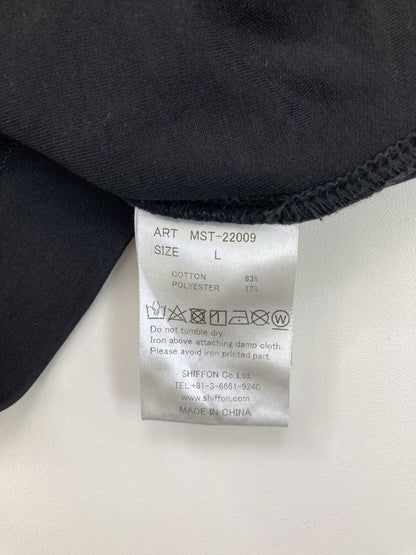 ART MST-22009
SIZE L
COTTON 83%
POLYESTER 17%
W
Do not tumble dry.
Iron above attaching damp cloth.
Please avoid iron printed part
SHIFFON Co.Ltd.
TEL +81-3-6661-9240
www.shiffon.com
MADE IN CHINA